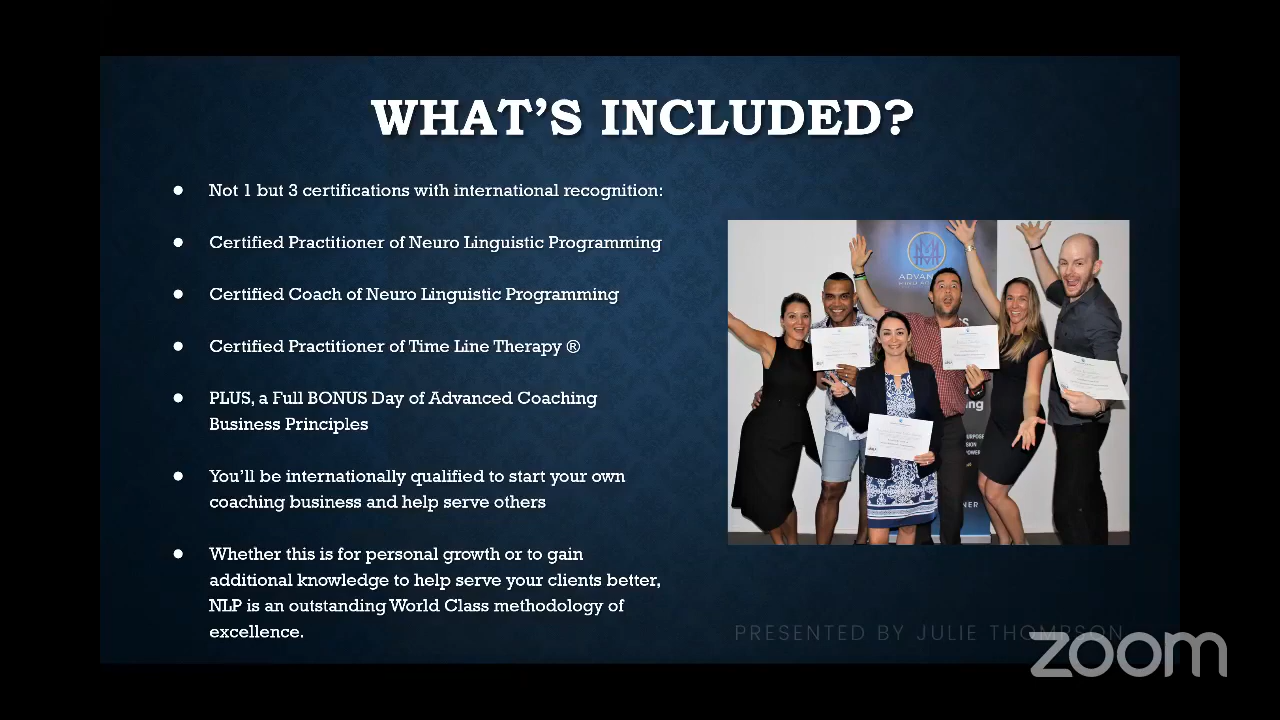 WHAT'S INCLUDED?
Not 1 but 3 certifications with international recognition:
Certified Practitioner of Neuro Linguistic Programming
Certified Coach of Neuro Linguistic Programming
Certified Practitioner of Time Line Therapy ®
PLUS, a Full BONUS Day of Advanced Coaching
Business Principles
You'll be internationally qualified to start your own
coaching business and help serve others
Whether this is for personal growth or to gain
additional knowledge to help serve your clients better,
NLP is an outstanding World Class methodology of
excellence.
ADVAN
PRESENTED BY JULIE THOMPSON
zoom